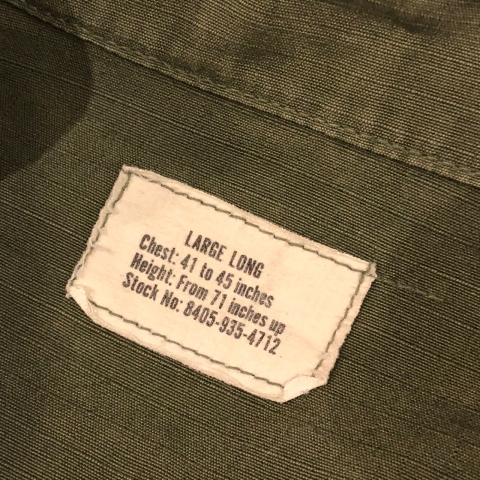 LARGE LONG
Chest: 41 to 45 inches
Height: From 71 inches up
Stock No: 8405-935-4712